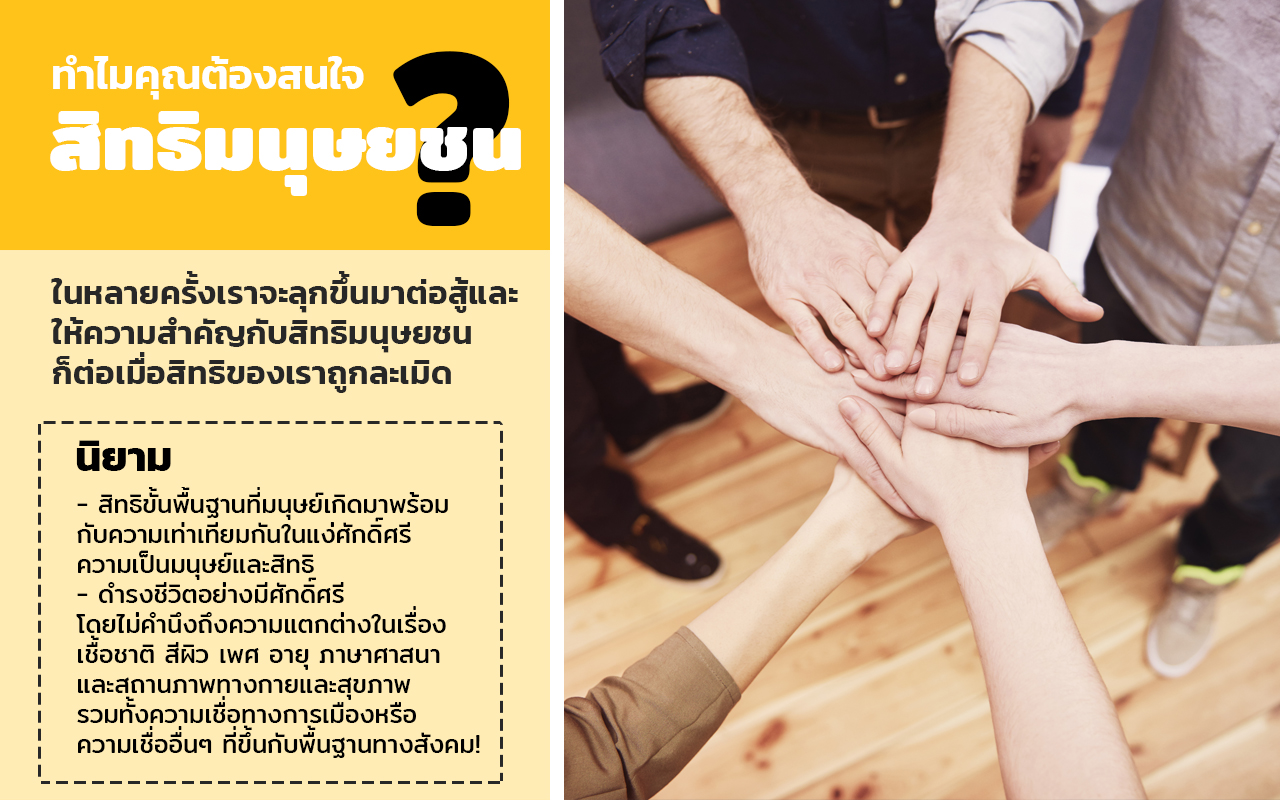 ทำไมคุณต้องสนใจ
สิทธิมนุษยชน
?
ในหลายครั้งเราจะลุกขึ้นมาต่อสู้และ
ให้ความสำคัญกับสิทธิมนุษยชน
ก็ต่อเมื่อสิทธิของเราถูกละเมิด
นิยาม
- สิทธิขั้นพื้นฐานที่มนุษย์เกิดมาพร้อม
กับความเท่าเทียมกันในแง่ศักดิ์ศรี
ความเป็นมนุษย์และสิทธิ
- ดำรงชีวิตอย่างมีศักดิ์ศรี
โดยไม่คำนึงถึงความแตกต่างในเรื่อง
เชื้อชาติ สีผิว เพศ อายุ ภาษาศาสนา
และสถานภาพทางกายและสุขภาพ
รวมทั้งความเชื่อทางการเมืองหรือ
ความเชื่ออื่นๆ ที่ขึ้นกับพื้นฐานทางสังคม!